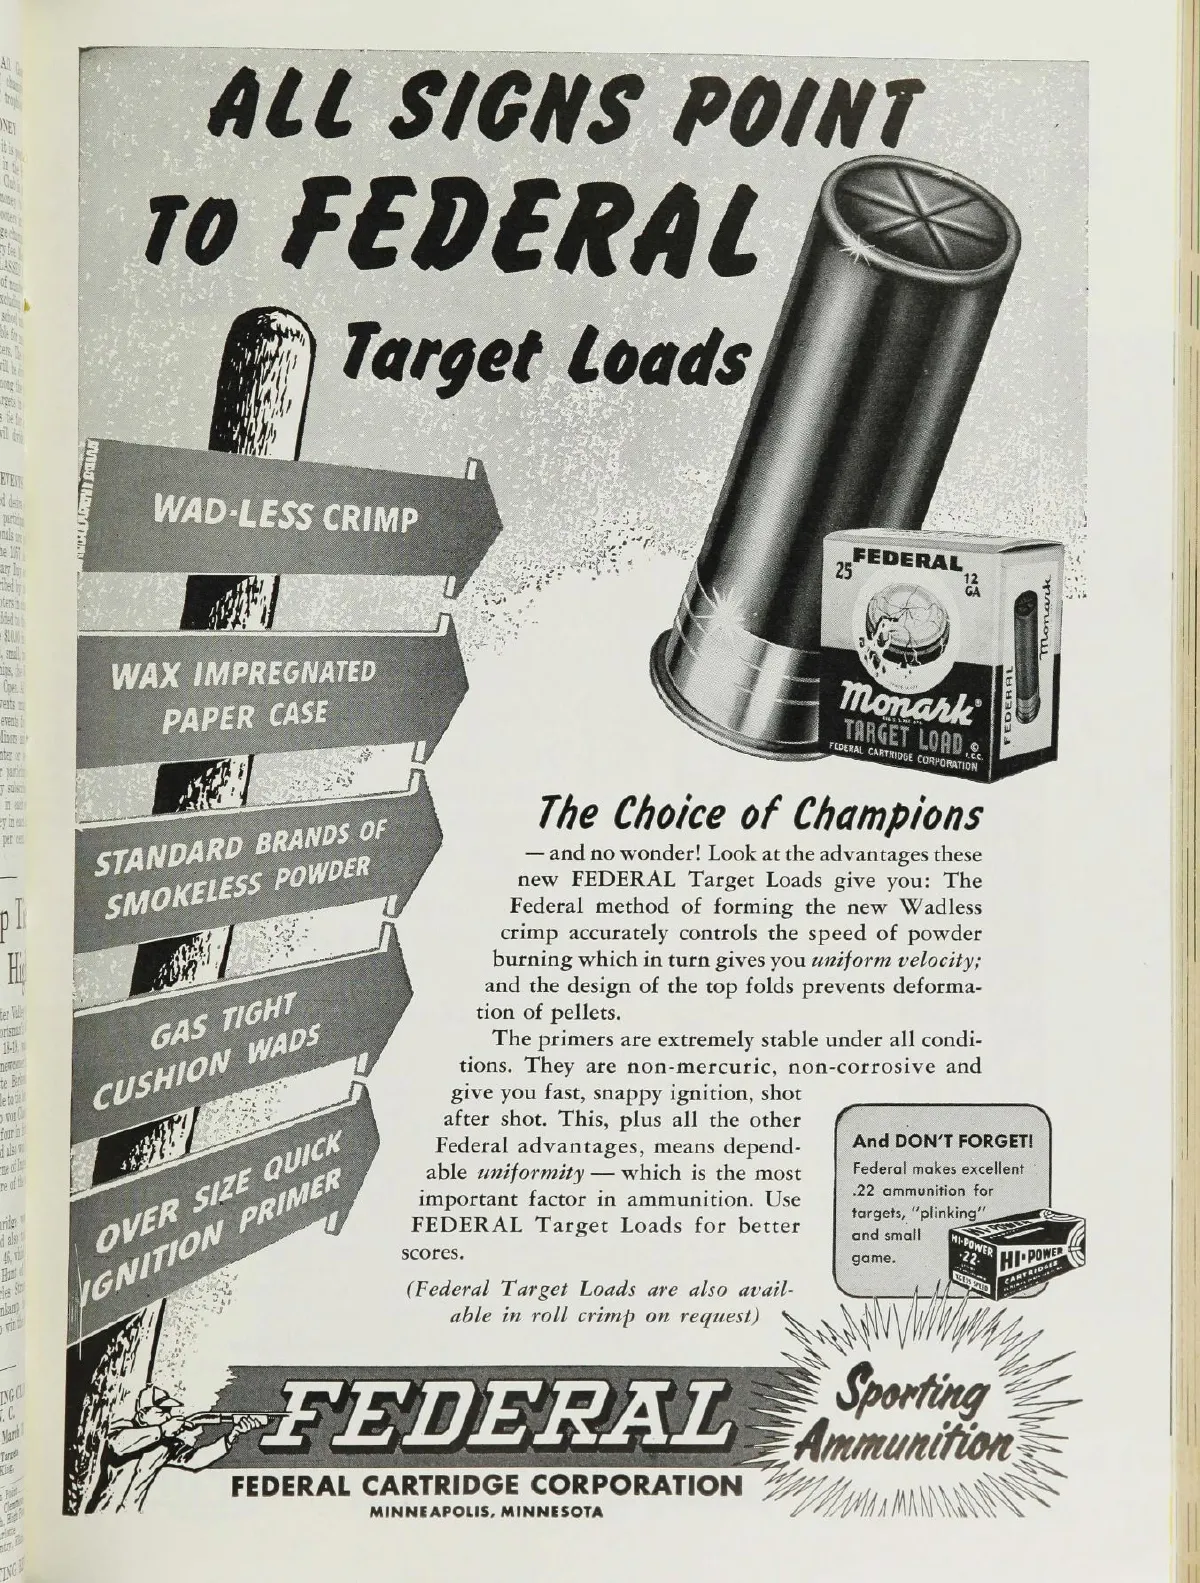 ALL SIGNS POINT
TO FEDERAL
Target Loads
WAD-LESS CRIMP
WAX IMPREGNATED
PAPER CASE
STANDARD BRANDS OF
SMOKELESS POWDER
GAS TIGHT
CUSHION WADS
OVER SIZE QUICK
IGNITION PRIMER
FEDERAL
25 12
GA
Monark®
TARGET LOAD
FEDERAL CARTRIDGE CORPORATION
© F.C.C.
FEDERAL Monark
The Choice of Champions
— and no wonder! Look at the advantages these
new FEDERAL Target Loads give you: The
Federal method of forming the new Wadless
crimp accurately controls the speed of powder
burning which in turn gives you uniform velocity;
and the design of the top folds prevents deforma-
tion of pellets.
The primers are extremely stable under all condi-
tions. They are non-mercuric, non-corrosive and
give you fast, snappy ignition, shot
after shot. This, plus all the other
Federal advantages, means depend-
able uniformity — which is the most
important factor in ammunition. Use
FEDERAL Target Loads for better
scores.
(Federal Target Loads are also avail-
able in roll crimp on request)
And DON'T FORGET!
Federal makes excellent
.22 ammunition for
targets, "plinking"
and small
game.
HI-POWER
HI-POWER
.22
HI-POWER
CARTRIDGES
FEDERAL
Sporting
Ammunition
FEDERAL CARTRIDGE CORPORATION
MINNEAPOLIS, MINNESOTA